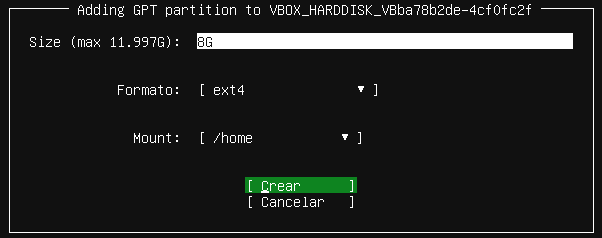 Adding GPT partition to VBOX_HARDDISK_VBba78b2de-4cf0fc2f
Size (max 11.997G): 8G
Formato: [ ext4 ▼ ]
Mount: [ /home ▼ ]
[ Crear ]
[ Cancelar ]